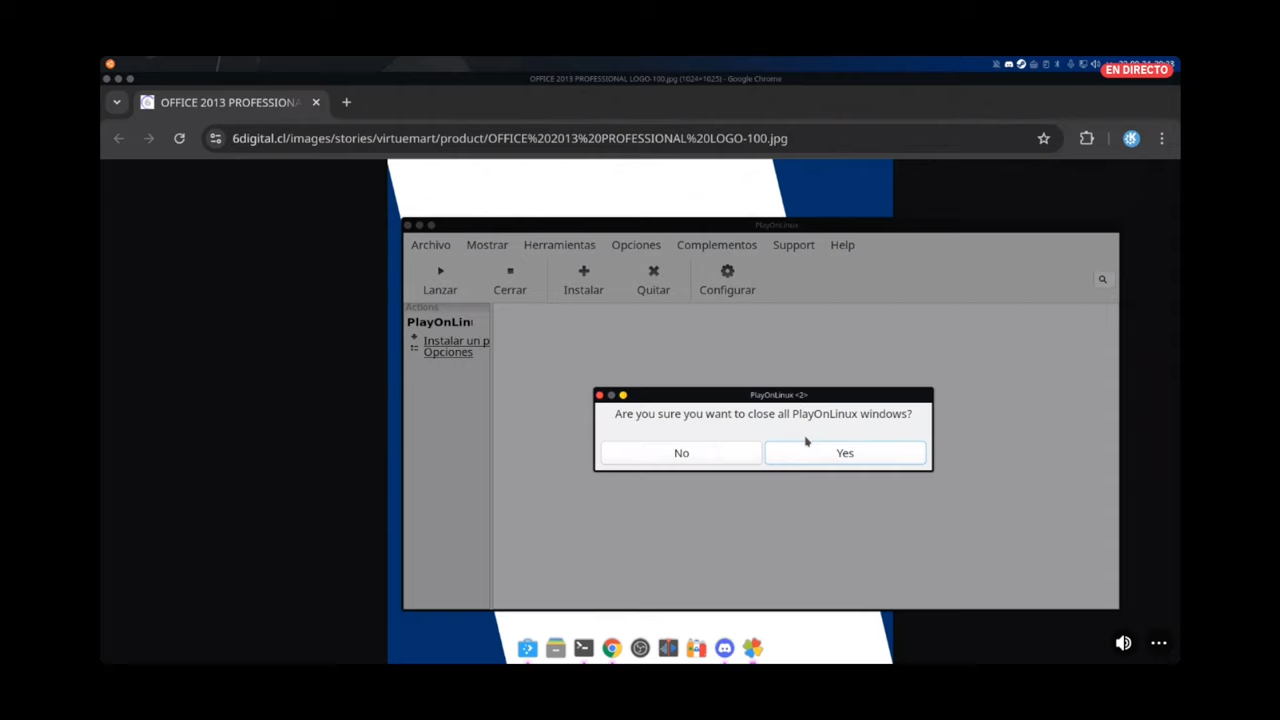 EN DIRECTO
OFFICE 2013 PROFESSIONAL LOGO-100.jpg (1024×1025) - Google Chrome
OFFICE 2013 PROFESSIONA
6digital.cl/images/stories/virtuemart/product/OFFICE%202013%20PROFESSIONAL%20LOGO-100.jpg
PlayOnLinux
Archivo Mostrar Herramientas Opciones Complementos Support Help
Lanzar Cerrar Instalar Quitar Configurar
Actions
PlayOnLinu
Instalar un p
Opciones
PlayOnLinux <2>
Are you sure you want to close all PlayOnLinux windows?
No Yes